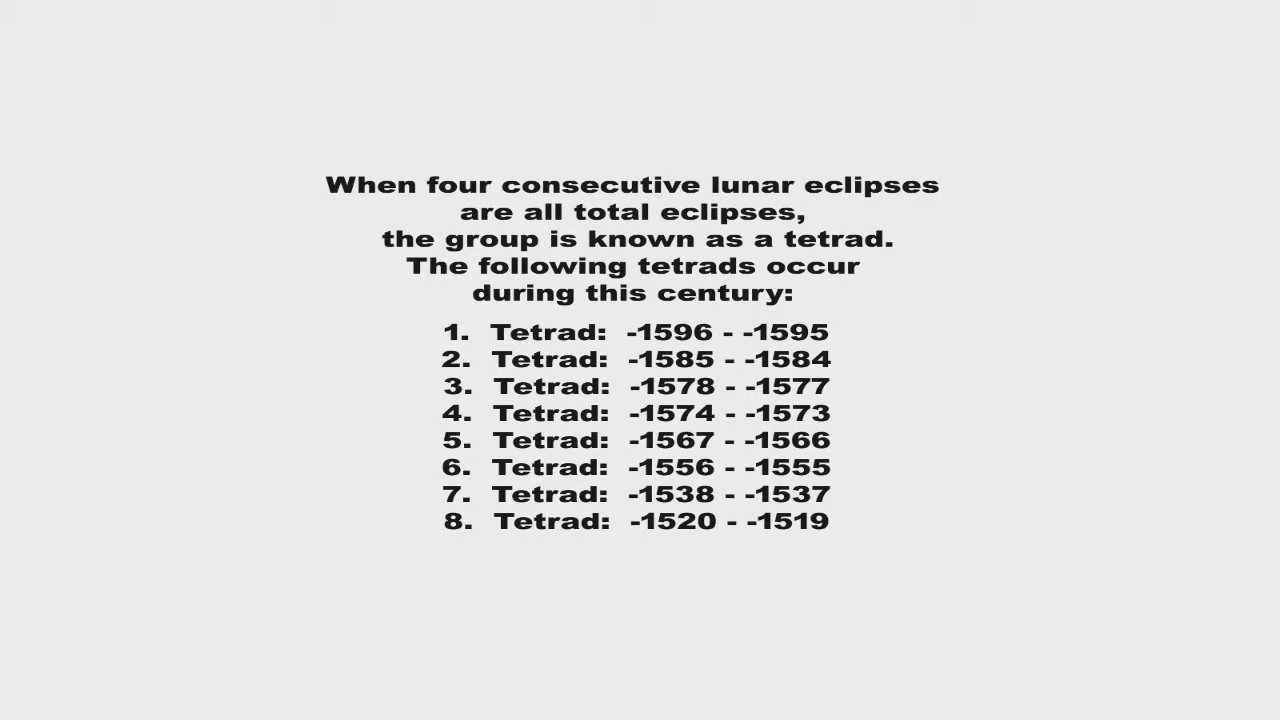 When four consecutive lunar eclipses
are all total eclipses,
the group is known as a tetrad.
The following tetrads occur
during this century:
1. Tetrad: -1596 - -1595
2. Tetrad: -1585 - -1584
3. Tetrad: -1578 - -1577
4. Tetrad: -1574 - -1573
5. Tetrad: -1567 - -1566
6. Tetrad: -1556 - -1555
7. Tetrad: -1538 - -1537
8. Tetrad: -1520 - -1519